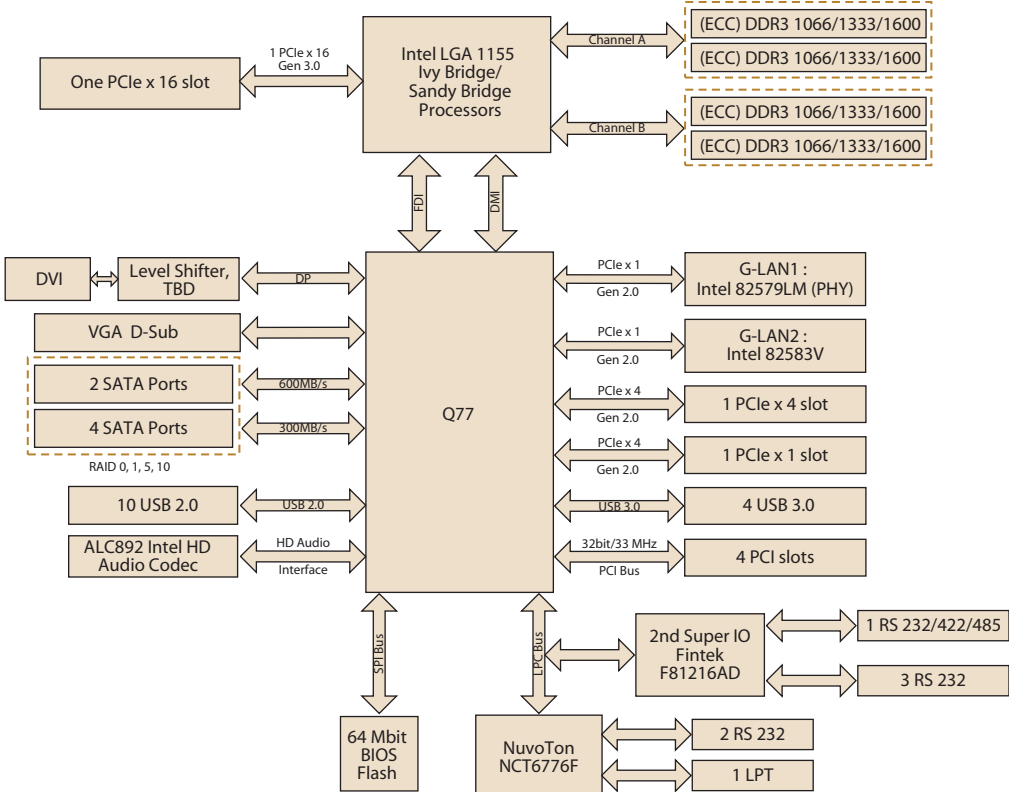 Intel LGA 1155
Ivy Bridge/
Sandy Bridge
Processors
One PCIe x 16 slot
1 PCIe x 16
Gen 3.0
Channel A
(ECC) DDR3 1066/1333/1600
(ECC) DDR3 1066/1333/1600
Channel B
(ECC) DDR3 1066/1333/1600
(ECC) DDR3 1066/1333/1600
FDI
DMI
DVI
Level Shifter,
TBD
DP
VGA D-Sub
2 SATA Ports
600MB/s
4 SATA Ports
300MB/s
RAID 0, 1, 5, 10
10 USB 2.0
USB 2.0
ALC892 Intel HD
Audio Codec
HD Audio
Interface
Q77
PCIe x 1
Gen 2.0
G-LAN1 :
Intel 82579LM (PHY)
PCIe x 1
Gen 2.0
G-LAN2 :
Intel 82583V
PCIe x 4
Gen 2.0
1 PCIe x 4 slot
PCIe x 4
Gen 2.0
1 PCIe x 1 slot
USB 3.0
4 USB 3.0
32bit/33 MHz
PCI Bus
4 PCI slots
SPI Bus
LPC Bus
2nd Super IO
Fintek
F81216AD
1 RS 232/422/485
3 RS 232
64 Mbit
BIOS
Flash
NuvoTon
NCT6776F
2 RS 232
1 LPT